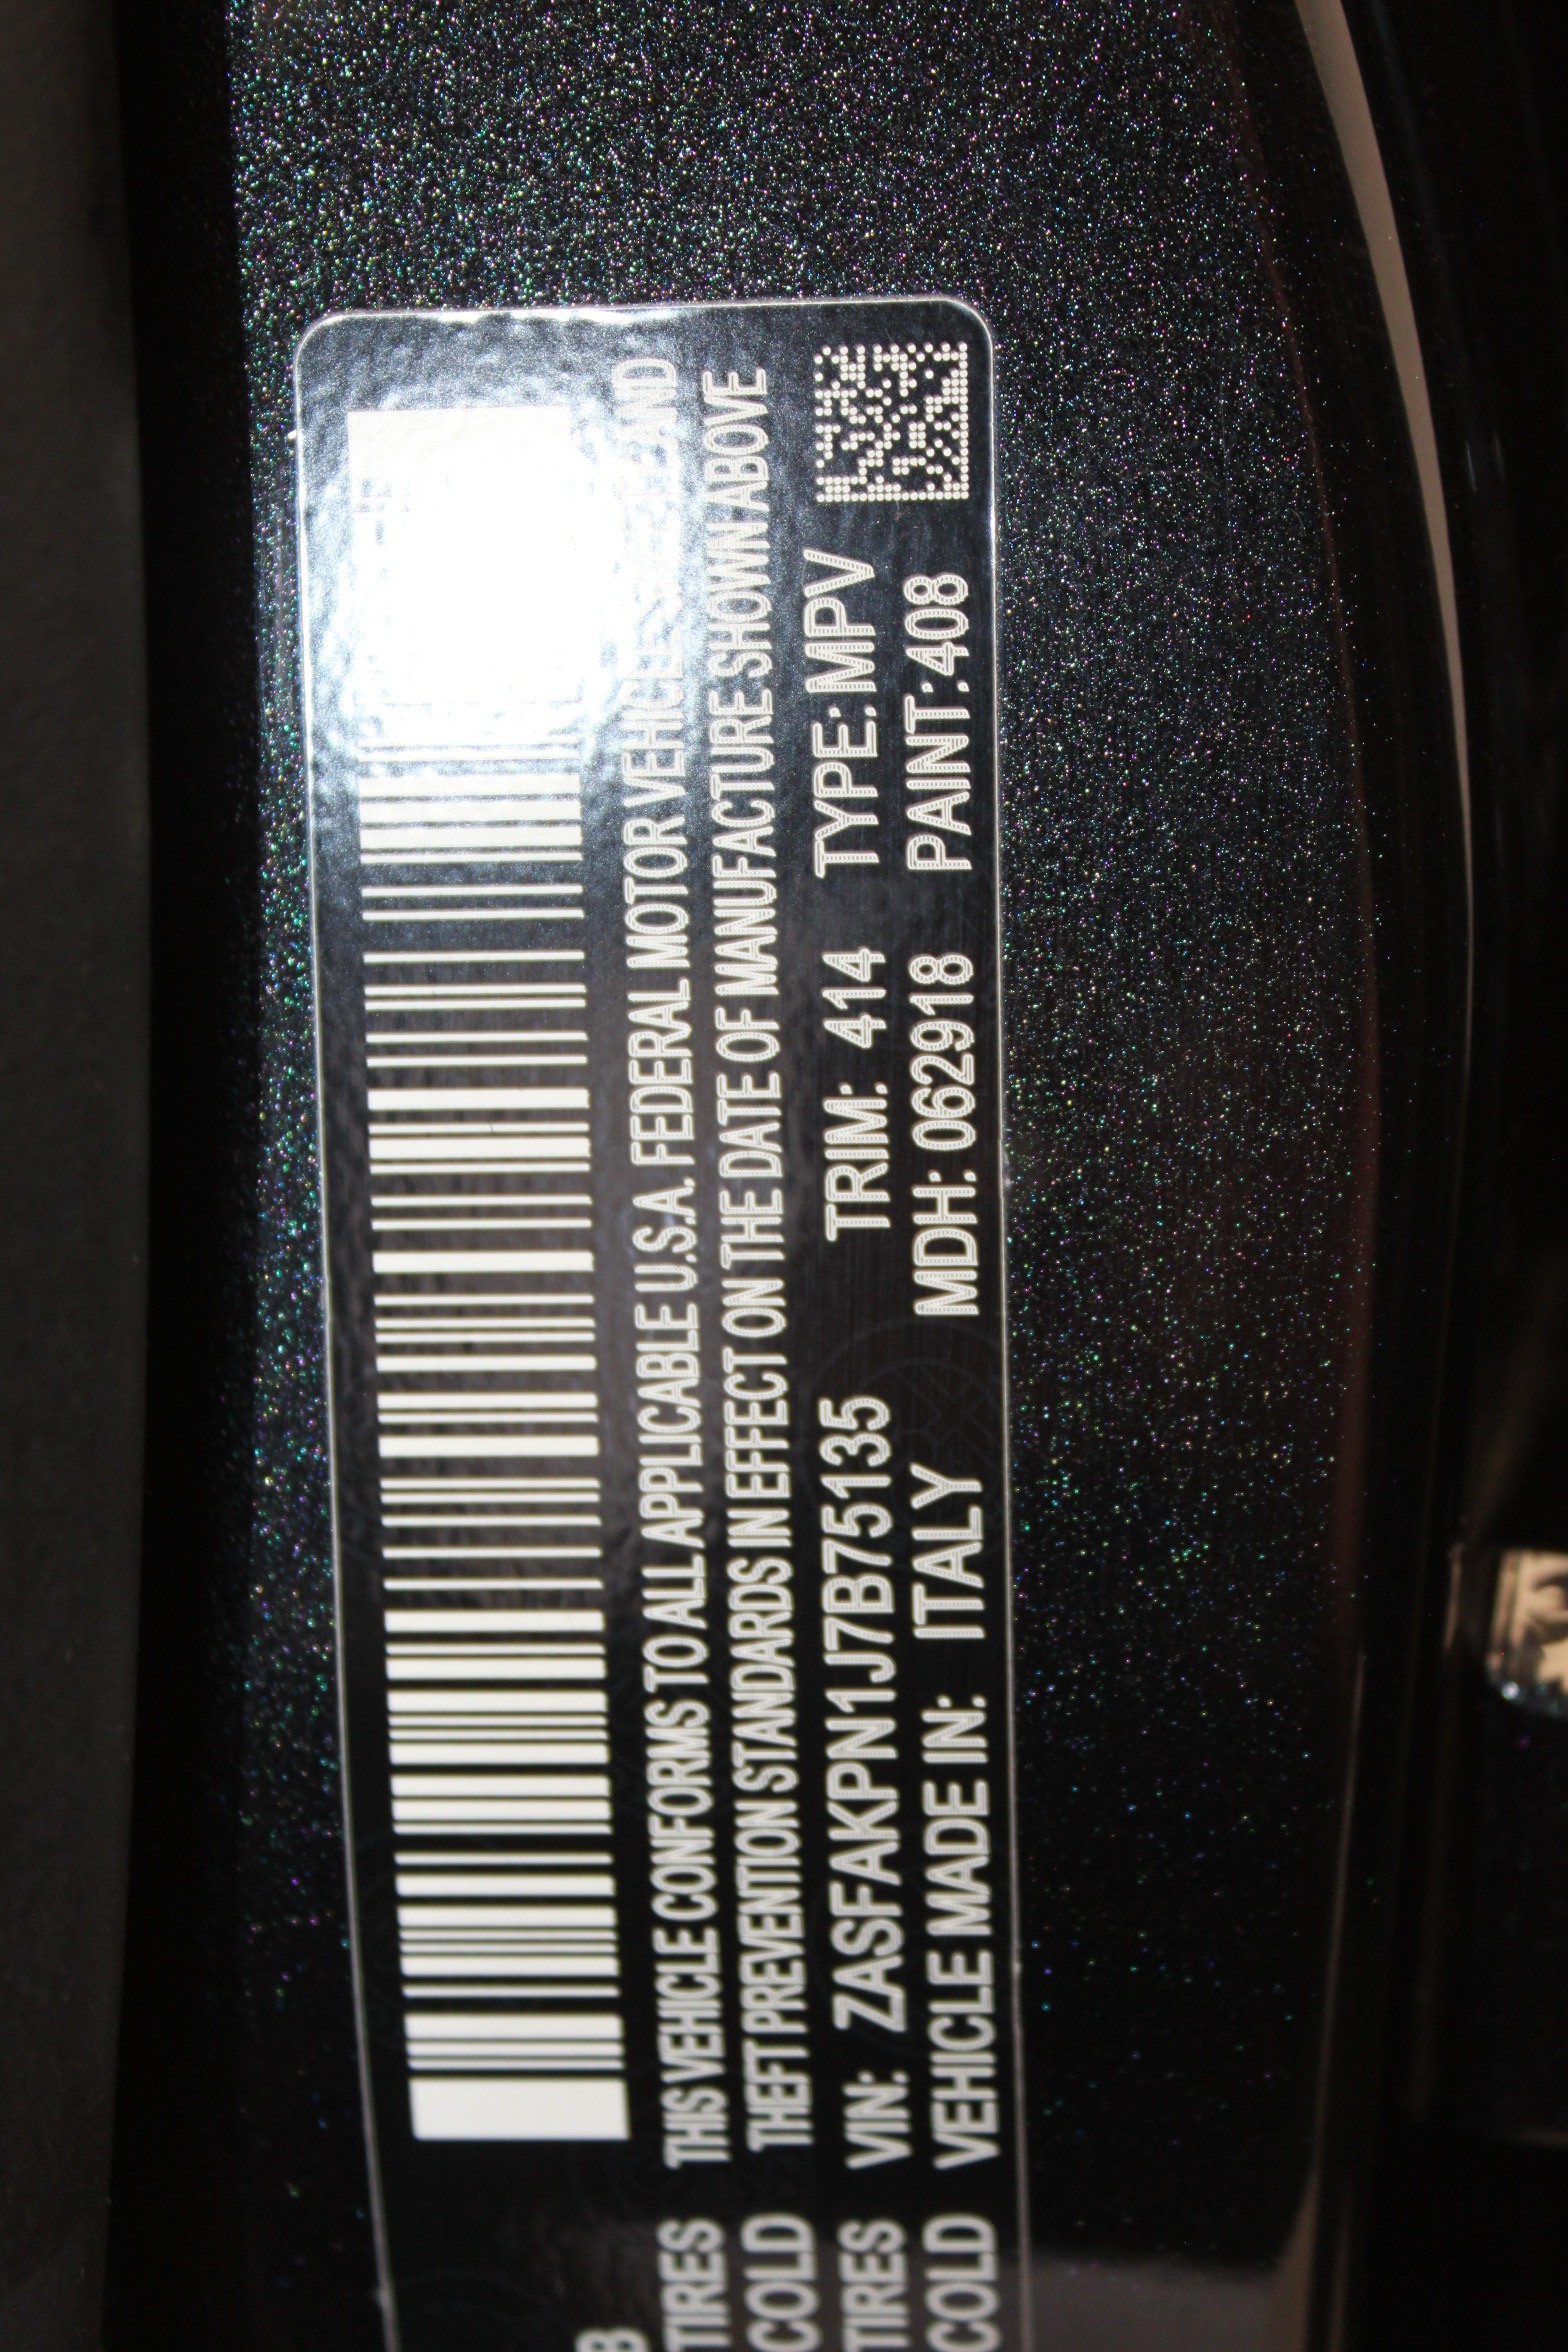 B
TIRES THIS VEHICLE CONFORMS TO ALL APPLICABLE U.S.A. FEDERAL MOTOR VEHICLE SAFETY AND
COLD THEFT PREVENTION STANDARDS IN EFFECT ON THE DATE OF MANUFACTURE SHOWN ABOVE
TIRES VIN: ZASFAKPN1J7B75135 TRIM: 414 TYPE: MPV
COLD VEHICLE MADE IN: ITALY MDH: 062918 PAINT: 408